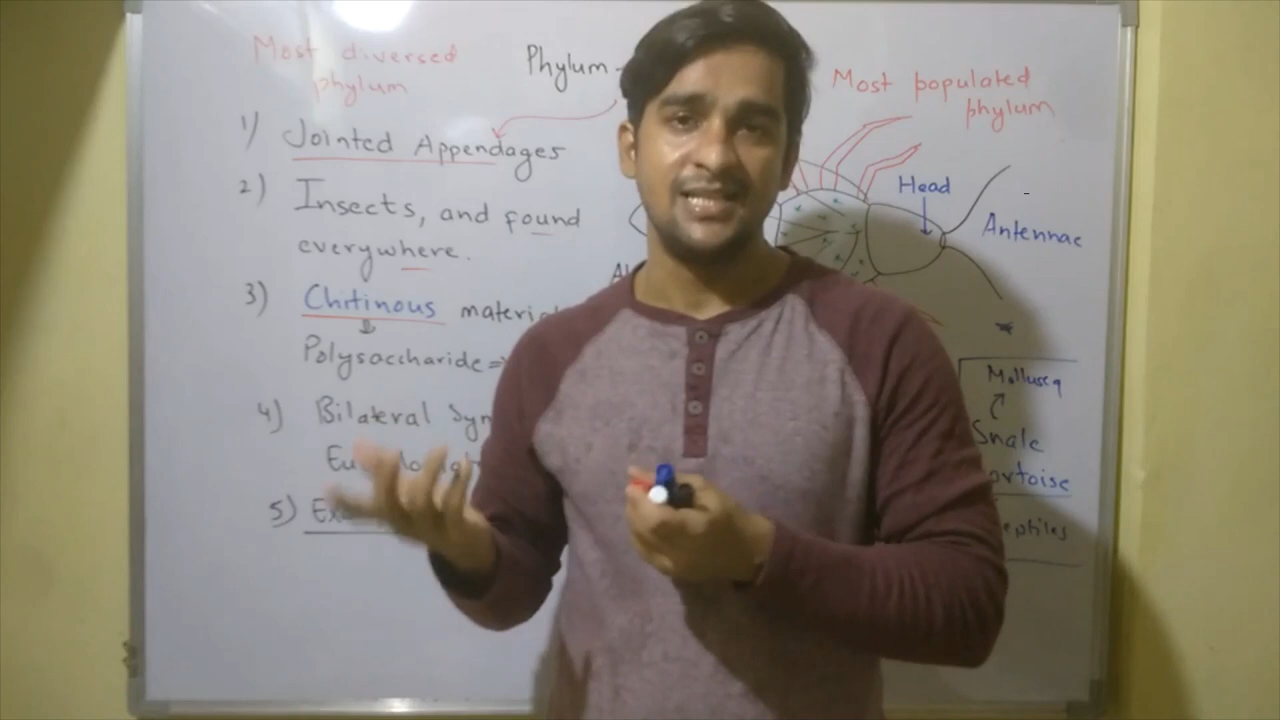 Most diversed
phylum
Phylum
Most populated
phylum
1) Jointed Appendages
2) Insects, and found
everywhere.
3) Chitinous
Polysaccharide
4) Bilateral
5)
Head
Antennae
Mollusca
Snale